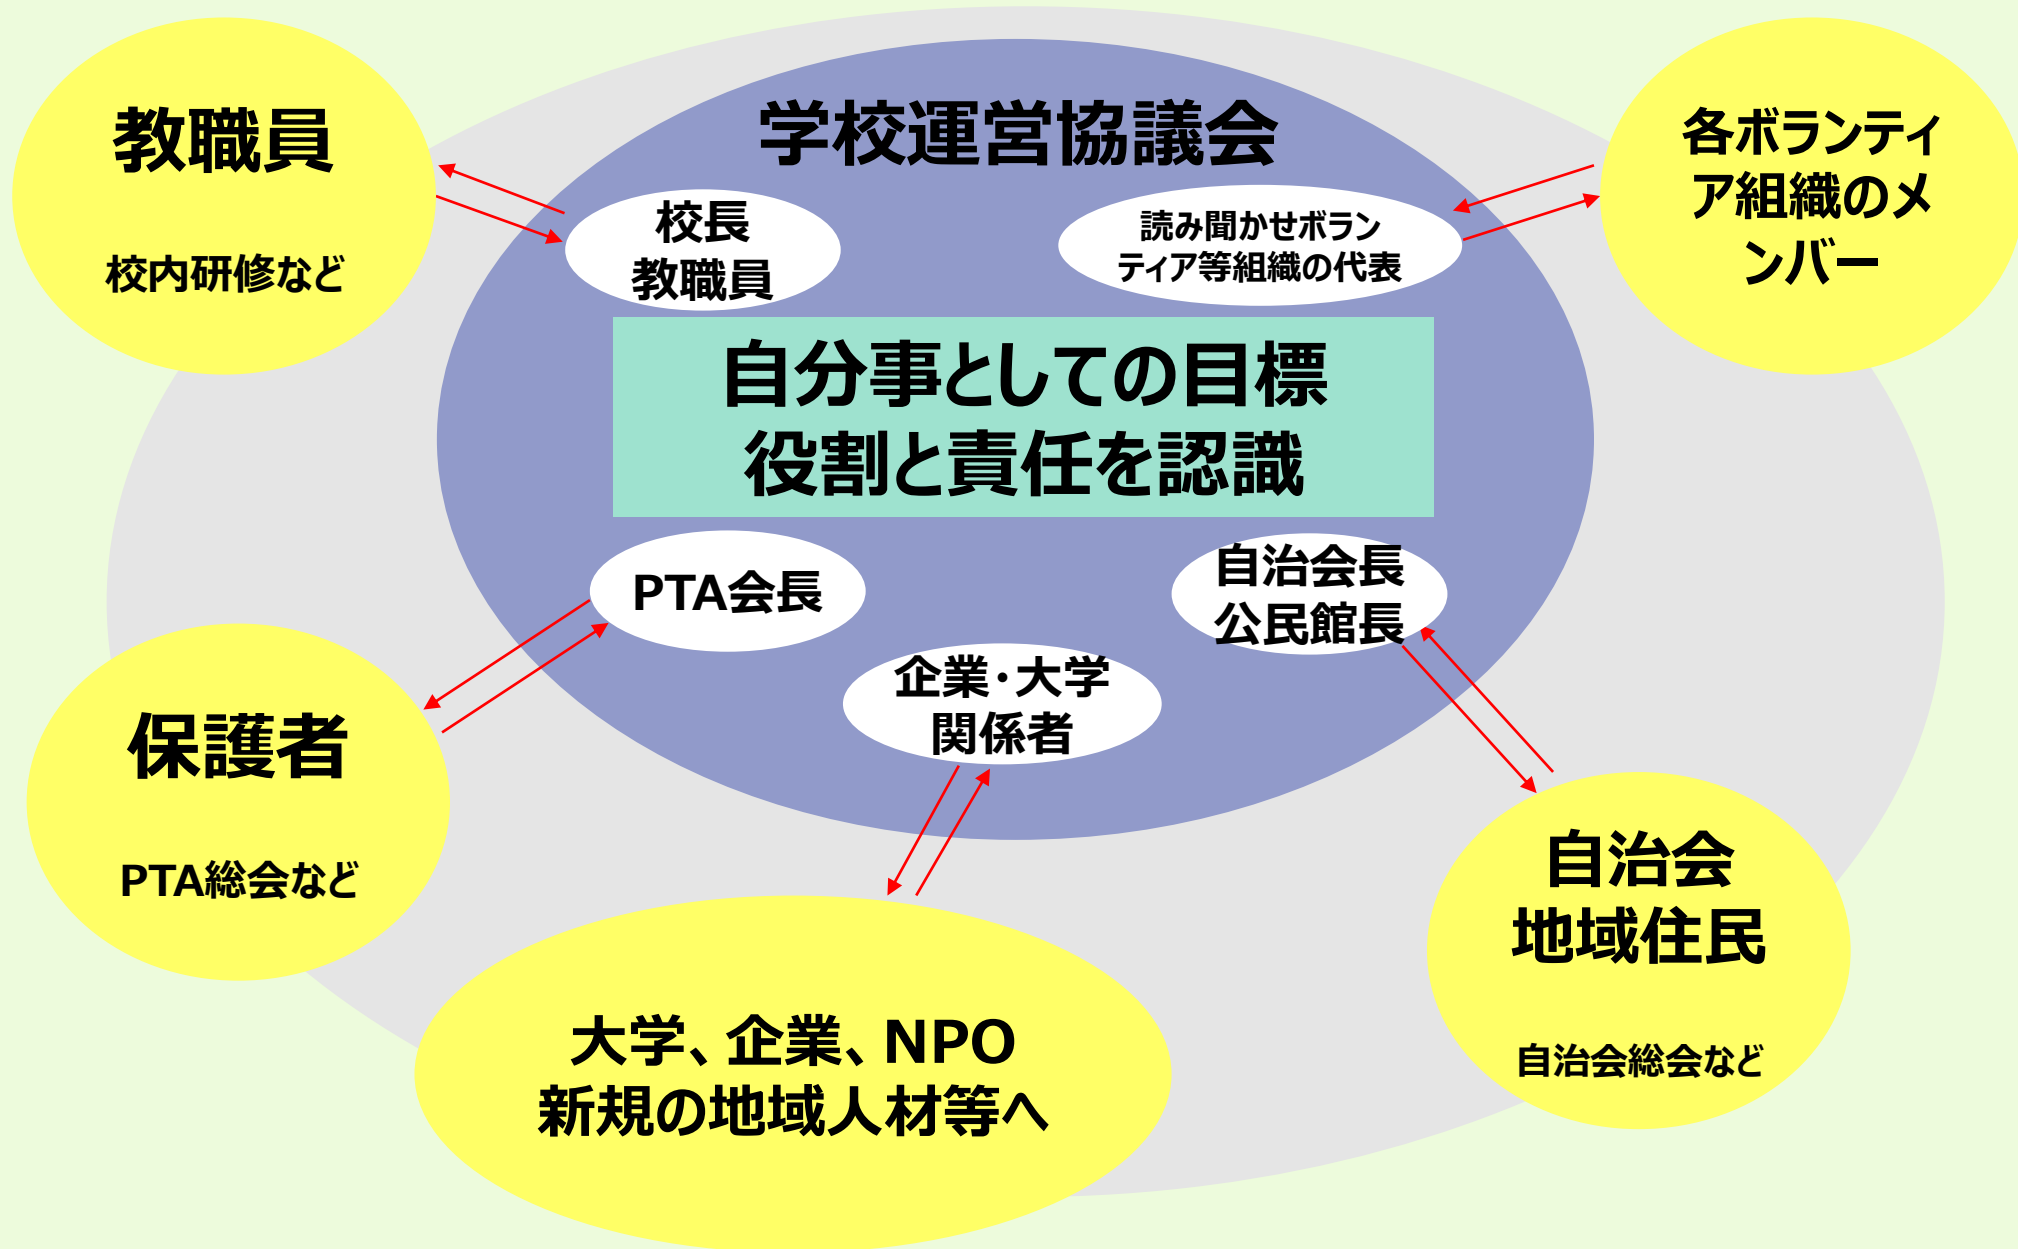 学校運営協議会
教職員
校内研修など
校長
教職員
読み聞かせボラン
ティア等組織の代表
各ボランティ
ア組織のメ
ンバー
自分事としての目標
役割と責任を認識
PTA会長
自治会長
公民館長
企業・大学
関係者
保護者
PTA総会など
自治会
地域住民
自治会総会など
大学、企業、NPO
新規の地域人材等へ